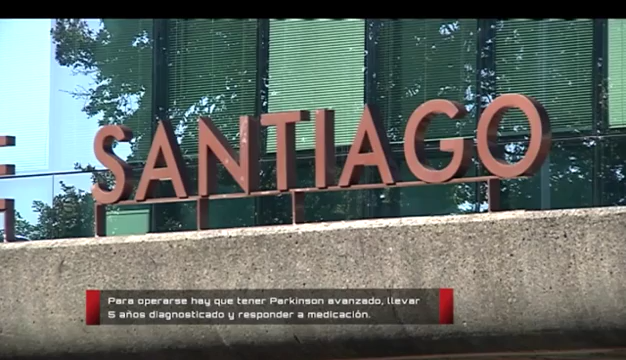 SANTIAGO
Para operarse hay que tener Parkinson avanzado, llevar
5 años diagnosticado y responder a medicación.